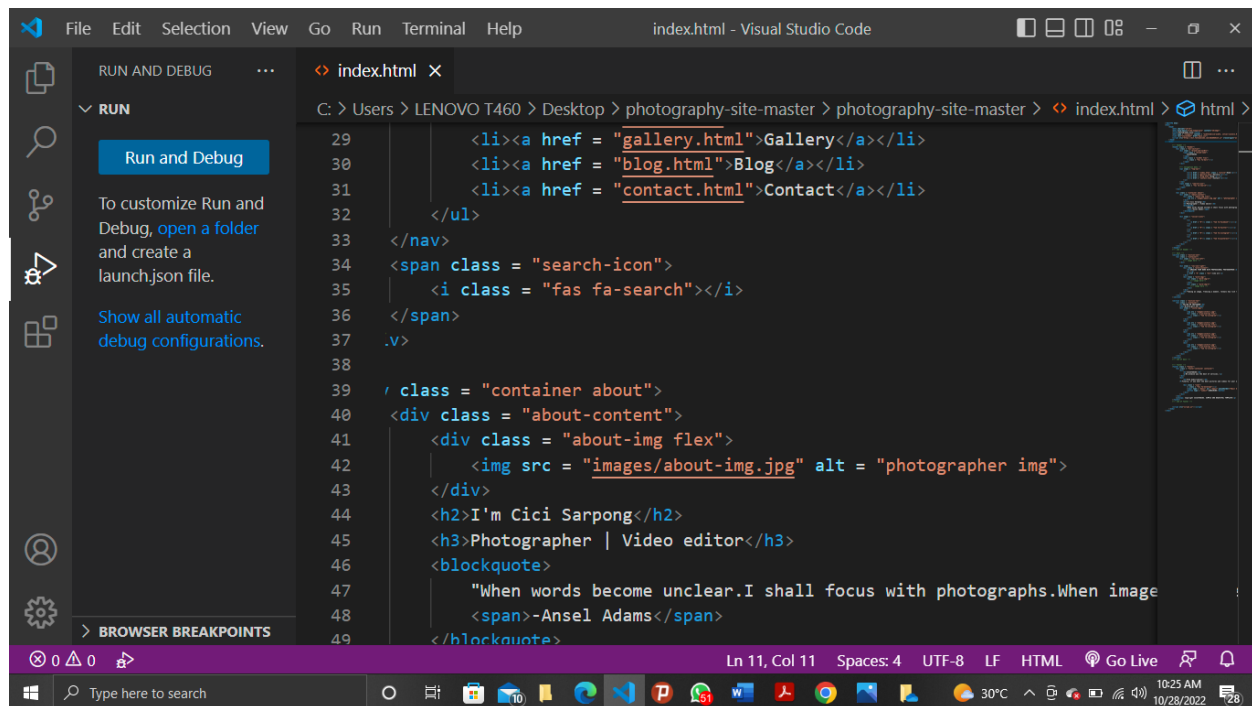 File Edit Selection View Go Run Terminal Help index.html - Visual Studio Code
RUN AND DEBUG ··· index.html
RUN
C: > Users > LENOVO T460 > Desktop > photography-site-master > photography-site-master > index.html > html >
Run and Debug
To customize Run and
Debug, open a folder
and create a
launch.json file.
Show all automatic
debug configurations.
29 <li><a href = "gallery.html">Gallery</a></li>
30 <li><a href = "blog.html">Blog</a></li>
31 <li><a href = "contact.html">Contact</a></li>
32 </ul>
33 </nav>
34 <span class = "search-icon">
35 <i class = "fas fa-search"></i>
36 </span>
37 .v>
38
39 class = "container about">
40 <div class = "about-content">
41 <div class = "about-img flex">
42 <img src = "images/about-img.jpg" alt = "photographer img">
43 </div>
44 <h2>I'm Cici Sarpong</h2>
45 <h3>Photographer | Video editor</h3>
46 <blockquote>
47 "When words become unclear.I shall focus with photographs.When image
48 <span>-Ansel Adams</span>
49 </blockquote>
BROWSER BREAKPOINTS
0 0 Ln 11, Col 11 Spaces: 4 UTF-8 LF HTML Go Live
Type here to search 10 51 30°C 10:25 AM
10/28/2022 28